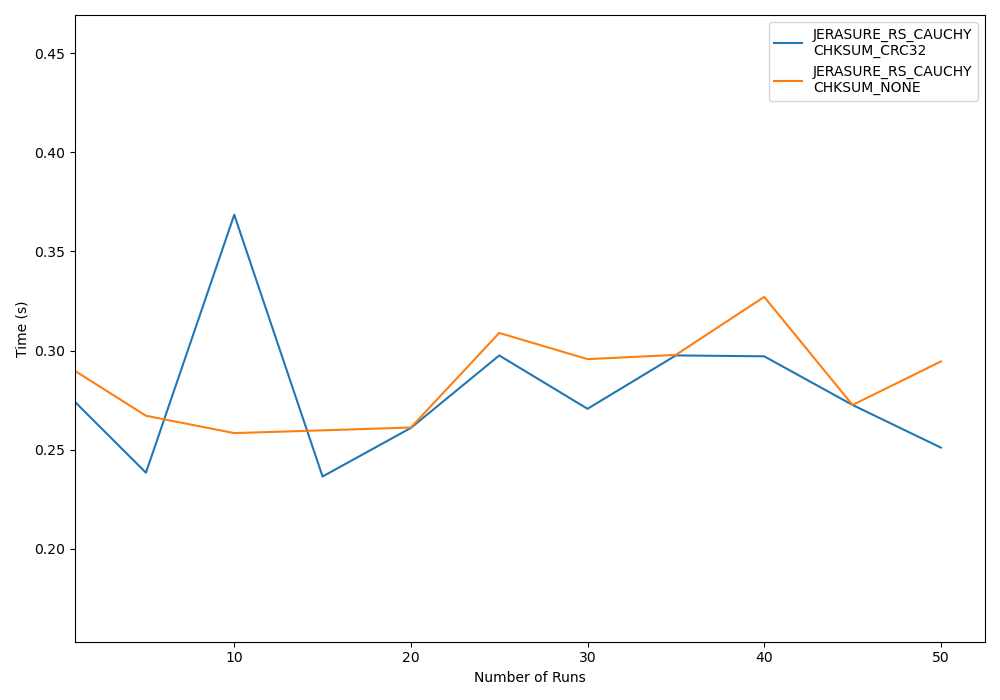 JERASURE_RS_CAUCHY
CHKSUM_CRC32
JERASURE_RS_CAUCHY
CHKSUM_NONE
0.45
0.40
0.35
0.30
0.25
0.20
Time (s)
10 20 30 40 50
Number of Runs